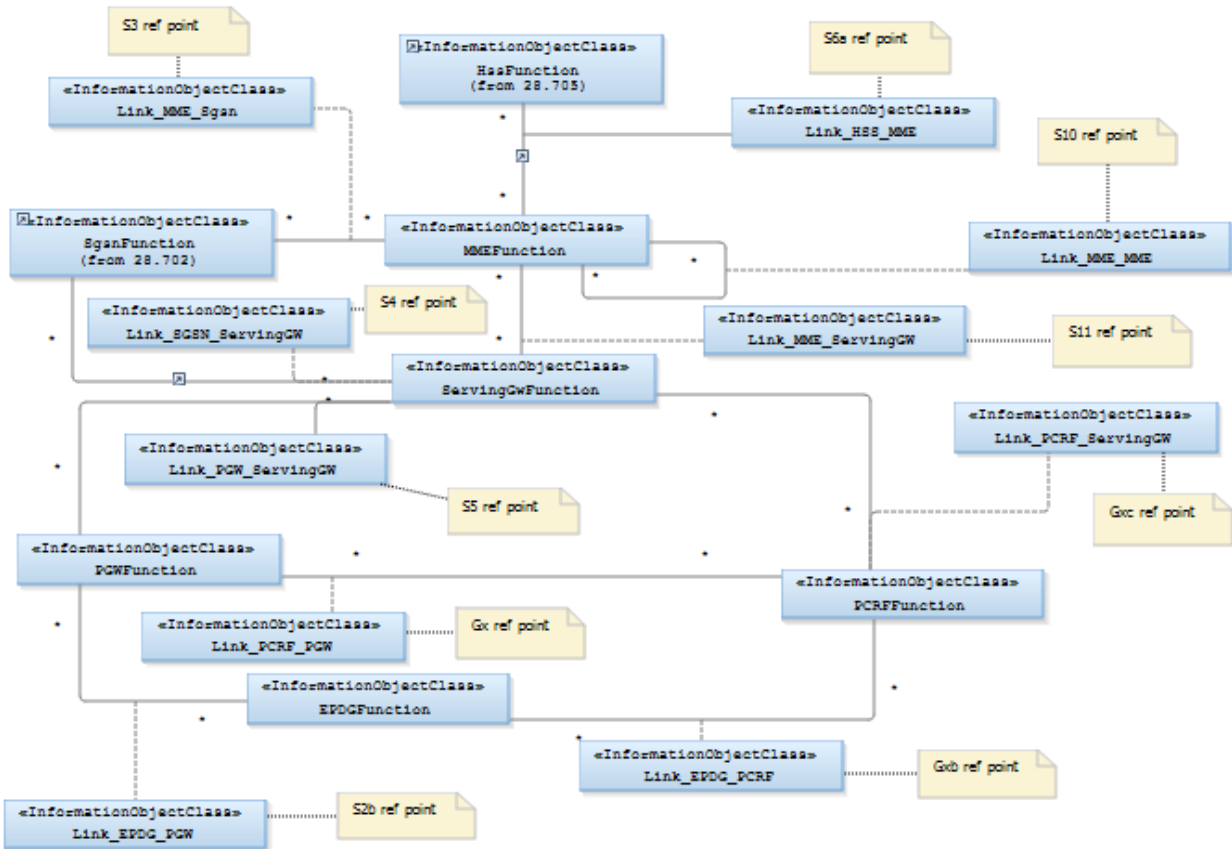 S3 ref point
«InformationObjectClass»
HssFunction
(from 28.705)
S6a ref point
«InformationObjectClass»
Link_MME_Sgsn
*
«InformationObjectClass»
Link_HSS_MME
S10 ref point
*
«InformationObjectClass»
SgsnFunction
(from 28.702)
*
*
«InformationObjectClass»
MMEFunction
«InformationObjectClass»
Link_MME_MME
*
*
*
S4 ref point
«InformationObjectClass»
Link_SGSN_ServingGW
*
*
«InformationObjectClass»
Link_MME_ServingGW
S11 ref point
«InformationObjectClass»
ServingGwFunction
*
*
*
«InformationObjectClass»
Link_PCRF_ServingGW
«InformationObjectClass»
Link_PGW_ServingGW
*
S5 ref point
*
Gxc ref point
«InformationObjectClass»
PGWFunction
*
*
«InformationObjectClass»
PCRFFunction
*
«InformationObjectClass»
Link_PCRF_PGW
Gx ref point
«InformationObjectClass»
EPDGFunction
*
*
*
«InformationObjectClass»
Link_EPDG_PCRF
Gxb ref point
«InformationObjectClass»
Link_EPDG_PGW
S2b ref point